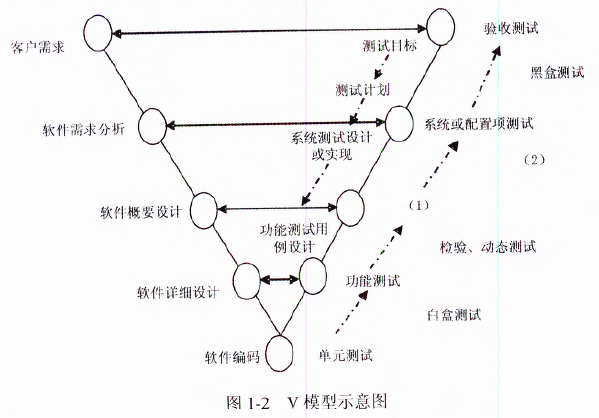 客户需求
验收测试
测试目标
黑盒测试
测试计划
软件需求分析
系统或配置项测试
系统测试设计
或实现
（2）
软件概要设计
（1）
功能测试用
例设计
检验、动态测试
软件详细设计
功能测试
白盒测试
软件编码
单元测试
图 1-2 V 模型示意图